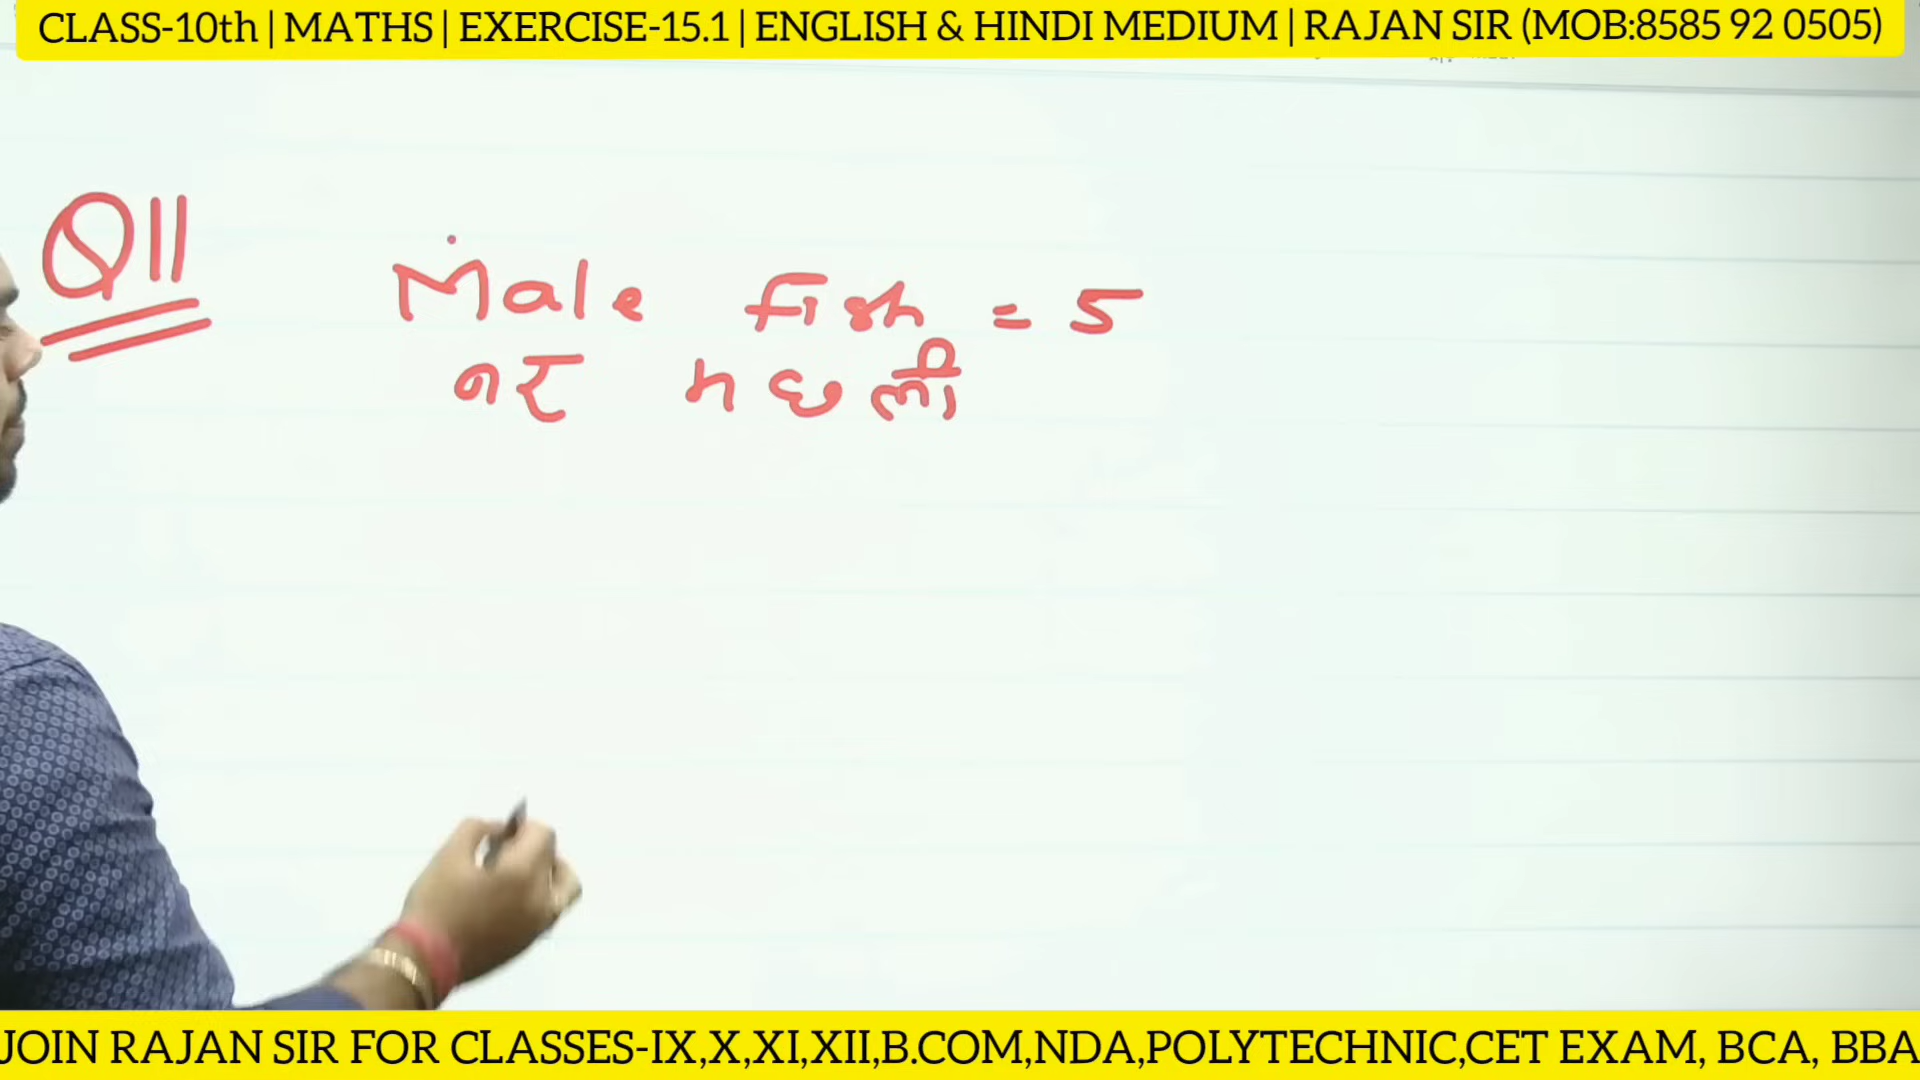 CLASS-10th | MATHS | EXERCISE-15.1 | ENGLISH & HINDI MEDIUM | RAJAN SIR (MOB:8585 92 0505)
Q11
Male fish = 5
नर मछली
JOIN RAJAN SIR FOR CLASSES-IX,X,XI,XII,B.COM,NDA,POLYTECHNIC,CET EXAM, BCA, BBA